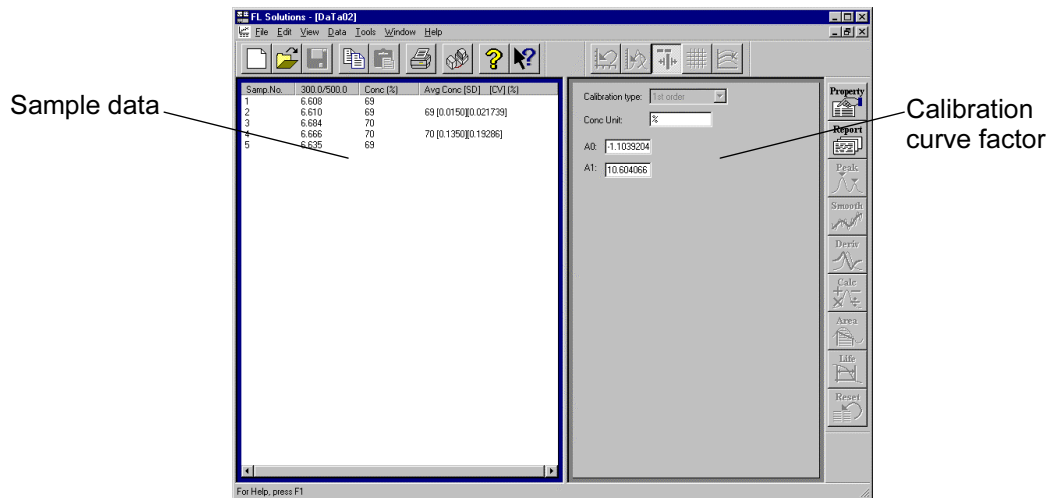 FL Solutions - [DaTa02]
File Edit View Data Tools Window Help
Sample data
Samp.No. 300.0/500.0 Conc (%) Avg Conc [SD] [CV] (%)
1 6.608 69
2 6.610 69 69 [0.0150][0.021739]
3 6.684 70
4 6.666 70 70 [0.1350][0.19286]
5 6.635 69
Calibration type: 1st order
Conc Unit: %
A0: -1.1039204
A1: 10.604066
Property
Report
Peak
Smooth
Deriv
Calc
Area
Life
Reset
Calibration
curve factor
For Help, press F1